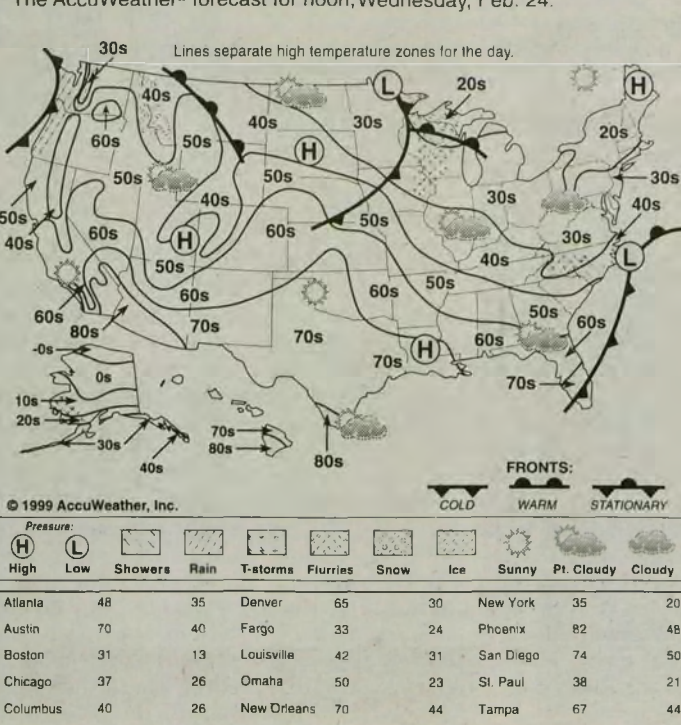 The AccuWeather® forecast for noon, Wednesday, Feb. 24.
Lines separate high temperature zones for the day.
30s
L
20s
H
40s
40s
30s
20s
60s
50s
H
50s
50s
30s
40s
30s
40s
50s
60s
50s
30s
40s
60s
H
40s
L
50s
50s
60s
60s
50s
60s
80s
70s
70s
60s
60s
70s
H
70s
-0s
0s
10s
20s
30s
40s
70s
80s
80s
FRONTS:
COLD WARM STATIONARY
© 1999 AccuWeather, Inc.
Pressure:
H L
High Low Showers Rain T-storms Flurries Snow Ice Sunny Pt. Cloudy Cloudy
Atlanta 48 35 Denver 65 30 New York 35 20
Austin 70 40 Fargo 33 24 Phoenix 82 48
Boston 31 13 Louisville 42 31 San Diego 74 50
Chicago 37 26 Omaha 50 23 St. Paul 38 21
Columbus 40 26 New Orleans 70 44 Tampa 67 44